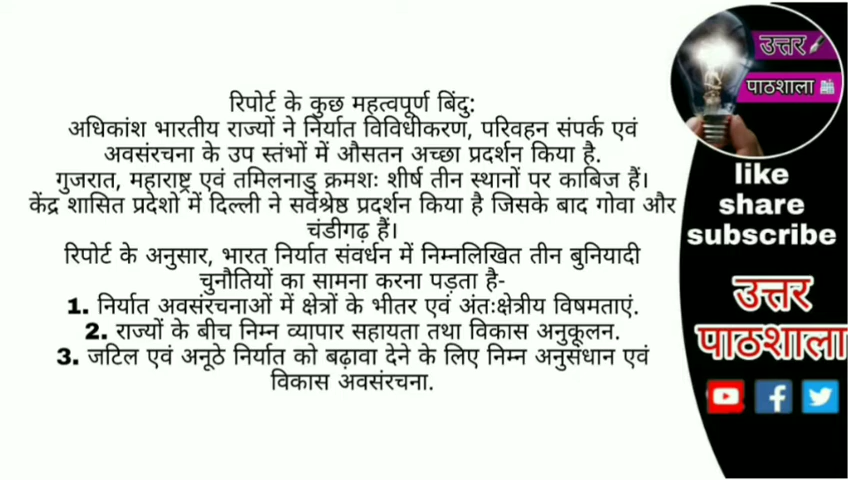 रिपोर्ट के कुछ महत्वपूर्ण बिंदु:
अधिकांश भारतीय राज्यों ने निर्यात विविधीकरण, परिवहन संपर्क एवं
अवसंरचना के उप स्तंभों में औसतन अच्छा प्रदर्शन किया है.
गुजरात, महाराष्ट्र एवं तमिलनाडु क्रमशः शीर्ष तीन स्थानों पर काबिज हैं।
केंद्र शासित प्रदेशो में दिल्ली ने सर्वश्रेष्ठ प्रदर्शन किया है जिसके बाद गोवा और
चंडीगढ़ हैं।
रिपोर्ट के अनुसार, भारत निर्यात संवर्धन में निम्नलिखित तीन बुनियादी
चुनौतियों का सामना करना पड़ता है-
1. निर्यात अवसंरचनाओं में क्षेत्रों के भीतर एवं अंतःक्षेत्रीय विषमताएं.
2. राज्यों के बीच निम्न व्यापार सहायता तथा विकास अनुकूलन.
3. जटिल एवं अनूठे निर्यात को बढ़ावा देने के लिए निम्न अनुसंधान एवं
विकास अवसंरचना.
उत्तर
पाठशाला
like
share
subscribe
उत्तर
पाठशाला